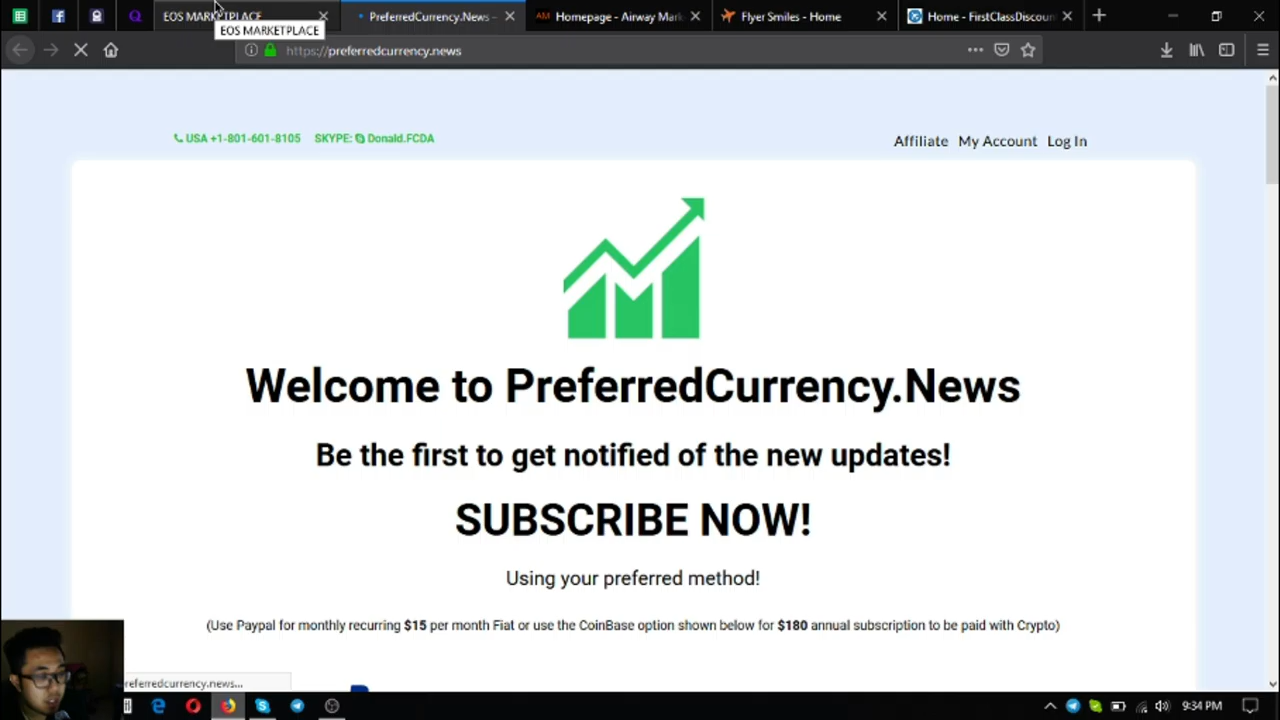 EOS MARKETPLACE
PreferredCurrency.News –
AM Homepage - Airway Mark
Flyer Smiles - Home
Home - FirstClassDiscoun
EOS MARKETPLACE
https://preferredcurrency.news
USA +1-801-601-8105 SKYPE: Donald.FCDA
Affiliate My Account Log In
Welcome to PreferredCurrency.News
Be the first to get notified of the new updates!
SUBSCRIBE NOW!
Using your preferred method!
(Use Paypal for monthly recurring $15 per month Fiat or use the CoinBase option shown below for $180 annual subscription to be paid with Crypto)
referredcurrency.news...
9:34 PM